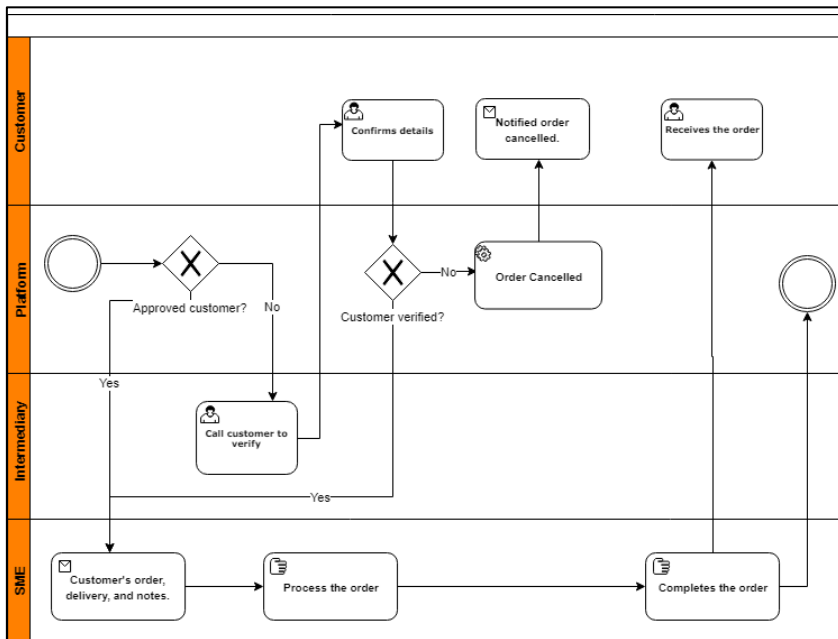 Customer
Confirms details
Notified order
cancelled.
Receives the order
Platform
Approved customer?
No
Customer verified?
No
Order Cancelled
Yes
Intermediary
Call customer to
verify
Yes
SME
Customer's order,
delivery, and notes.
Process the order
Completes the order